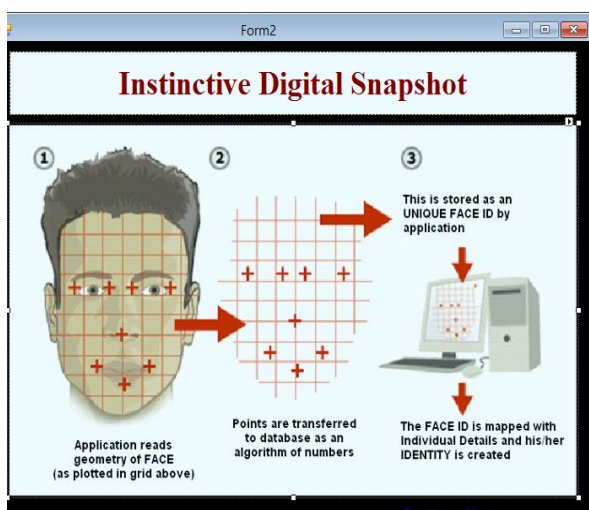 Form2
Instinctive Digital Snapshot
1
2
3
This is stored as an
UNIQUE FACE ID by
application
Application reads
geometry of FACE
(as plotted in grid above)
Points are transferred
to database as an
algorithm of numbers
The FACE ID is mapped with
Individual Details and his/her
IDENTITY is created